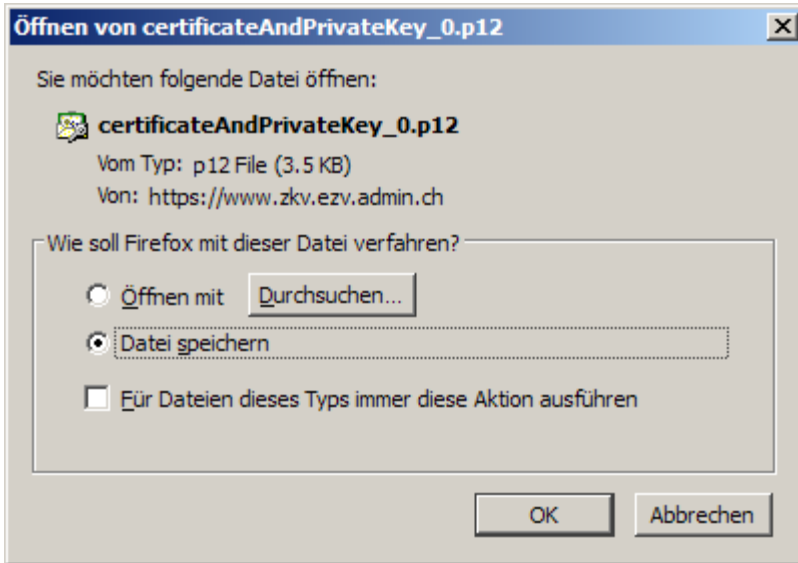 Öffnen von certificateAndPrivateKey_0.p12
Sie möchten folgende Datei öffnen:
certificateAndPrivateKey_0.p12
Vom Typ: p12 File (3.5 KB)
Von: https://www.zkv.ezv.admin.ch
Wie soll Firefox mit dieser Datei verfahren?
Öffnen mit Durchsuchen...
Datei speichern
Für Dateien dieses Typs immer diese Aktion ausführen
OK Abbrechen